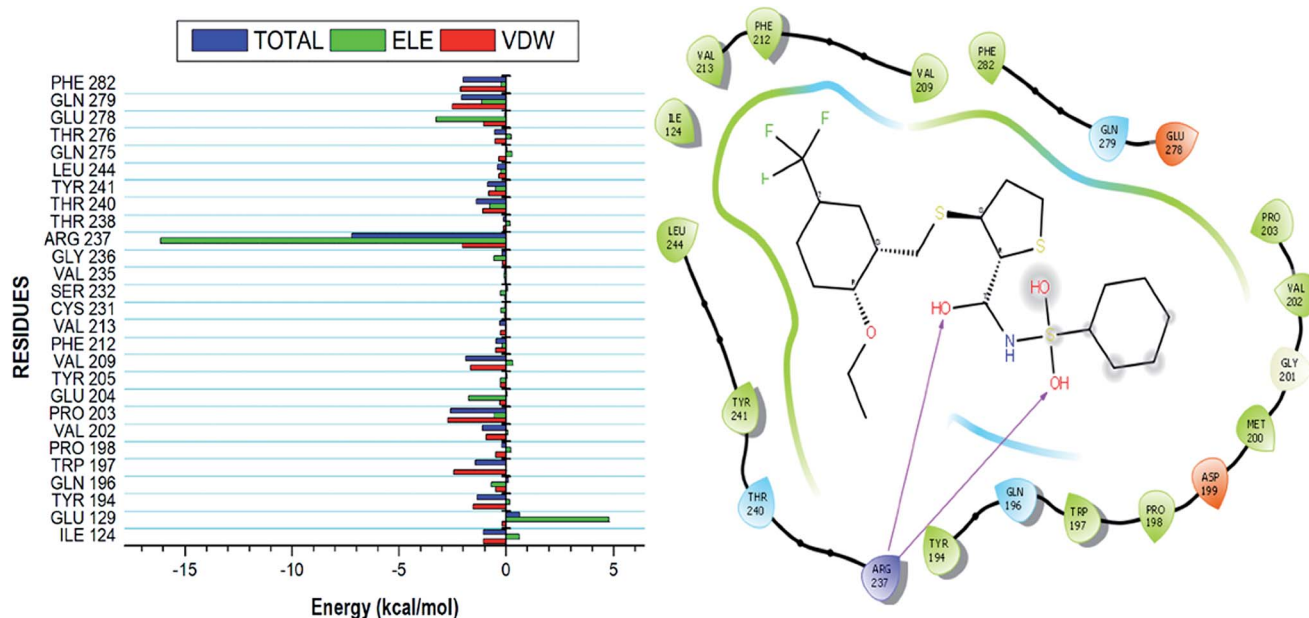 TOTAL ELE VDW
RESIDUES
PHE 282
GLN 279
GLU 278
THR 276
GLN 275
LEU 244
TYR 241
THR 240
THR 238
ARG 237
GLY 236
VAL 235
SER 232
CYS 231
VAL 213
PHE 212
VAL 209
TYR 205
GLU 204
PRO 203
VAL 202
PRO 198
TRP 197
GLN 196
TYR 194
GLU 129
ILE 124
-15 -10 -5 0 5
Energy (kcal/mol)
VAL
213
PHE
212
VAL
209
PHE
282
GLN
279
GLU
278
ILE
124
F
F
F
LEU
244
S
S
HO
HO
N
H
S
OH
O
PRO
203
VAL
202
GLY
201
MET
200
ASP
199
PRO
198
TRP
197
GLN
196
TYR
194
TYR
241
THR
240
ARG
237